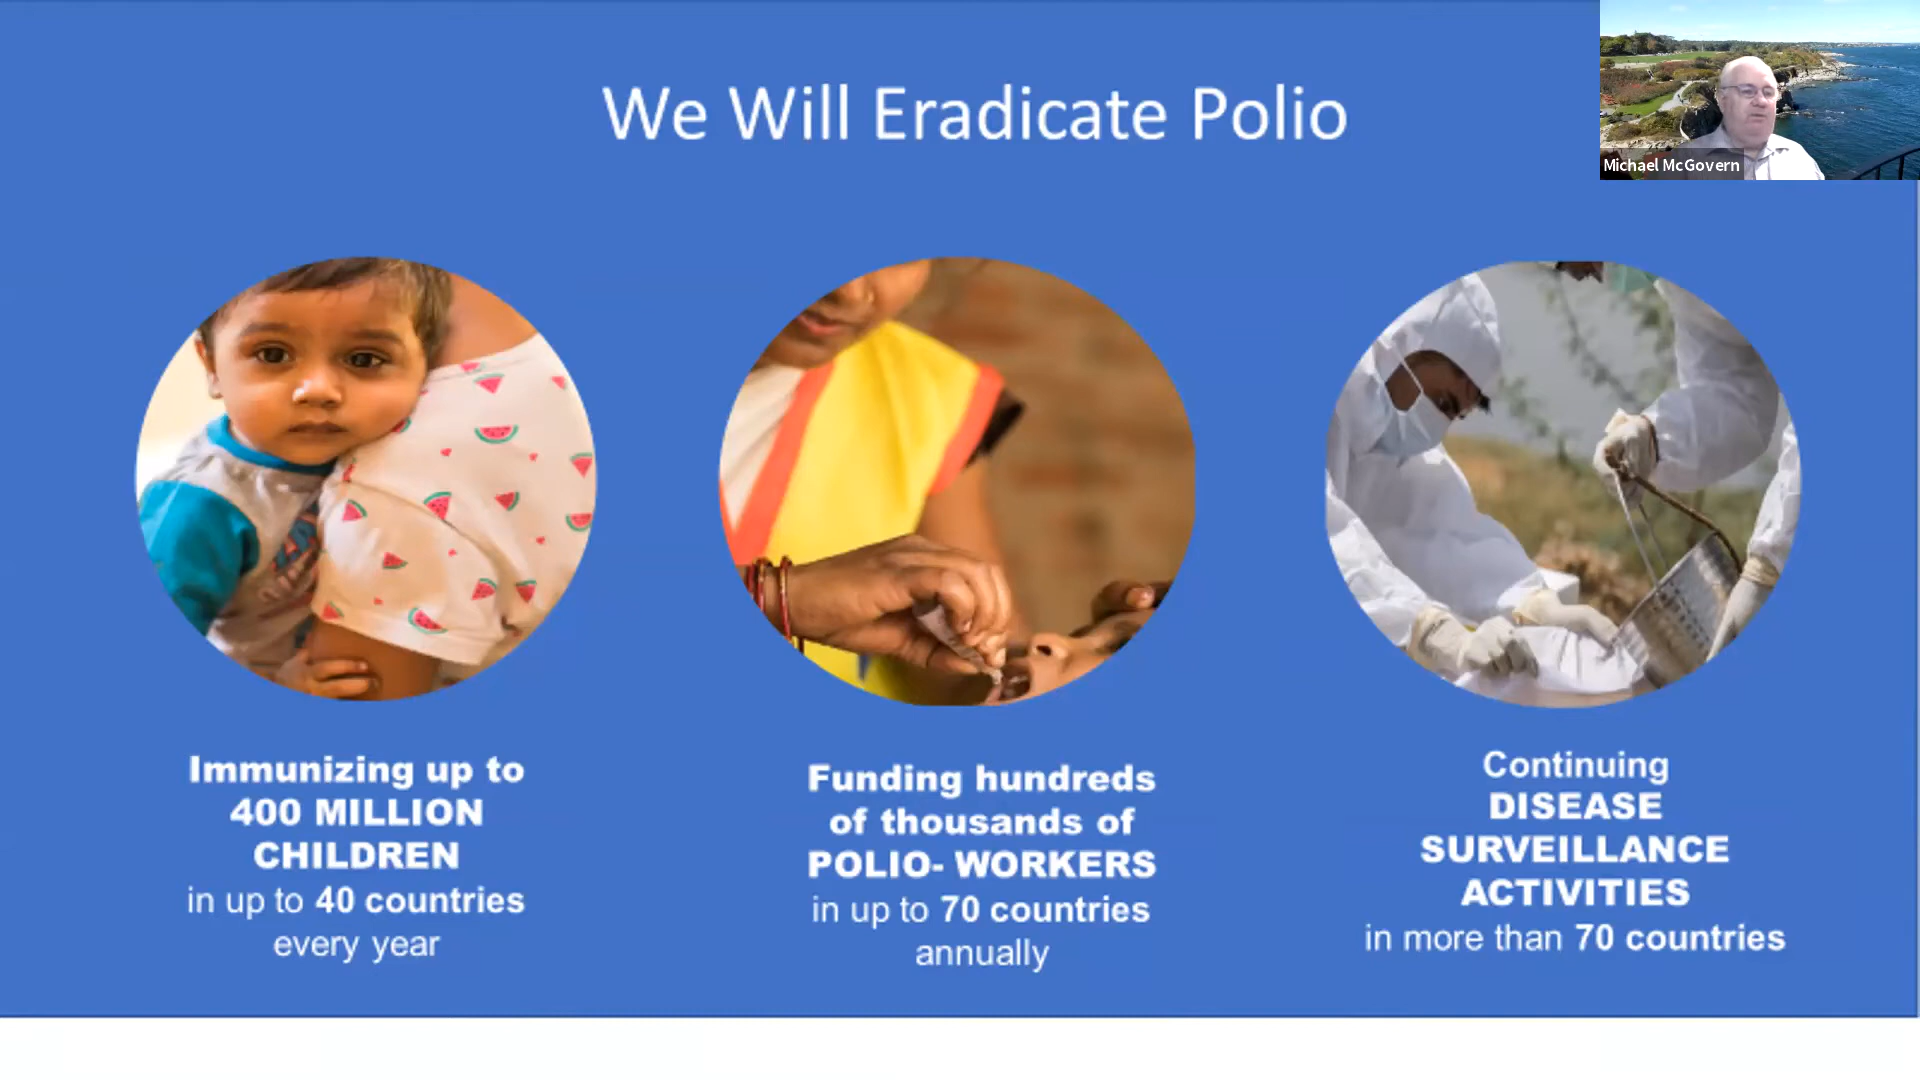 We Will Eradicate Polio
Michael McGovern
Immunizing up to
400 MILLION
CHILDREN
in up to 40 countries
every year
Funding hundreds
of thousands of
POLIO- WORKERS
in up to 70 countries
annually
Continuing
DISEASE
SURVEILLANCE
ACTIVITIES
in more than 70 countries